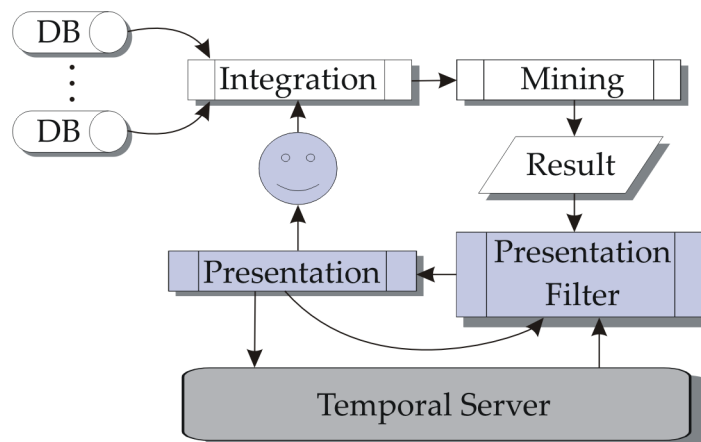 DB
DB
Integration
Mining
Result
Presentation
Presentation
Filter
Temporal Server